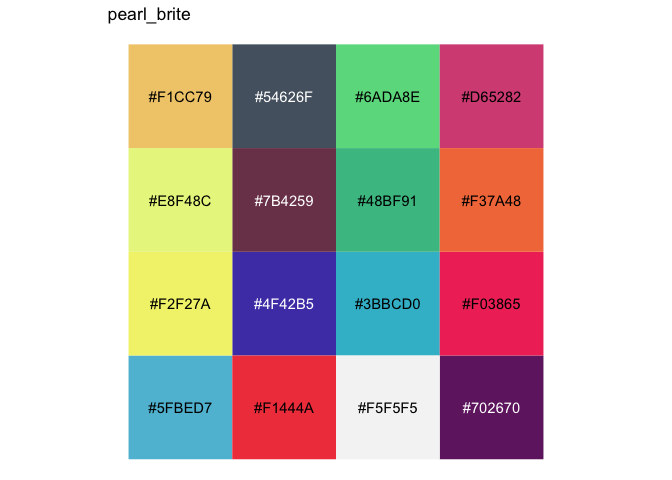 pearl_brite
#F1CC79 #54626F #6ADA8E #D65282
#E8F48C #7B4259 #48BF91 #F37A48
#F2F27A #4F42B5 #3BBCD0 #F03865
#5FBED7 #F1444A #F5F5F5 #702670